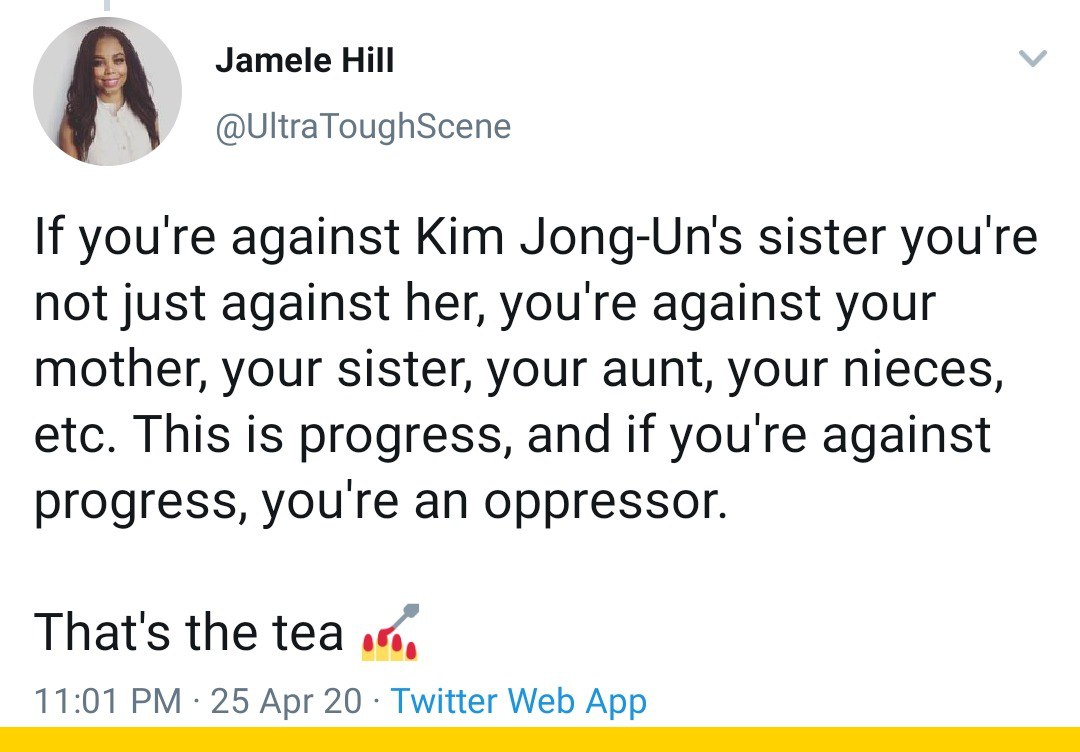 Jamele Hill
@UltraToughScene
If you're against Kim Jong-Un's sister you're
not just against her, you're against your
mother, your sister, your aunt, your nieces,
etc. This is progress, and if you're against
progress, you're an oppressor.
That's the tea 💅
11:01 PM · 25 Apr 20 · Twitter Web App